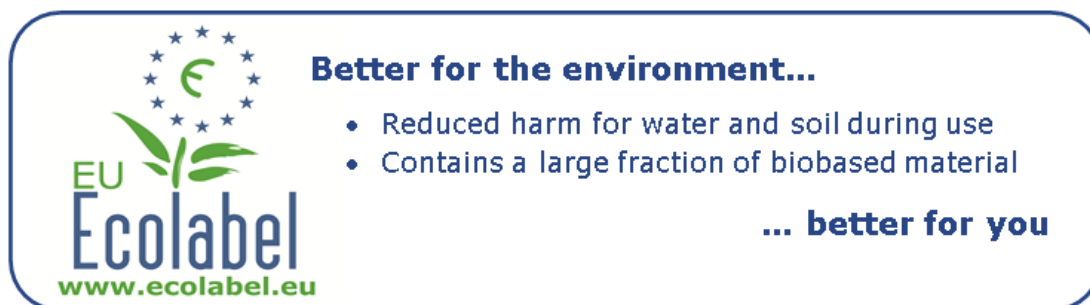 Better for the environment...
• Reduced harm for water and soil during use
• Contains a large fraction of biobased material
... better for you
EU
Ecolabel
www.ecolabel.eu